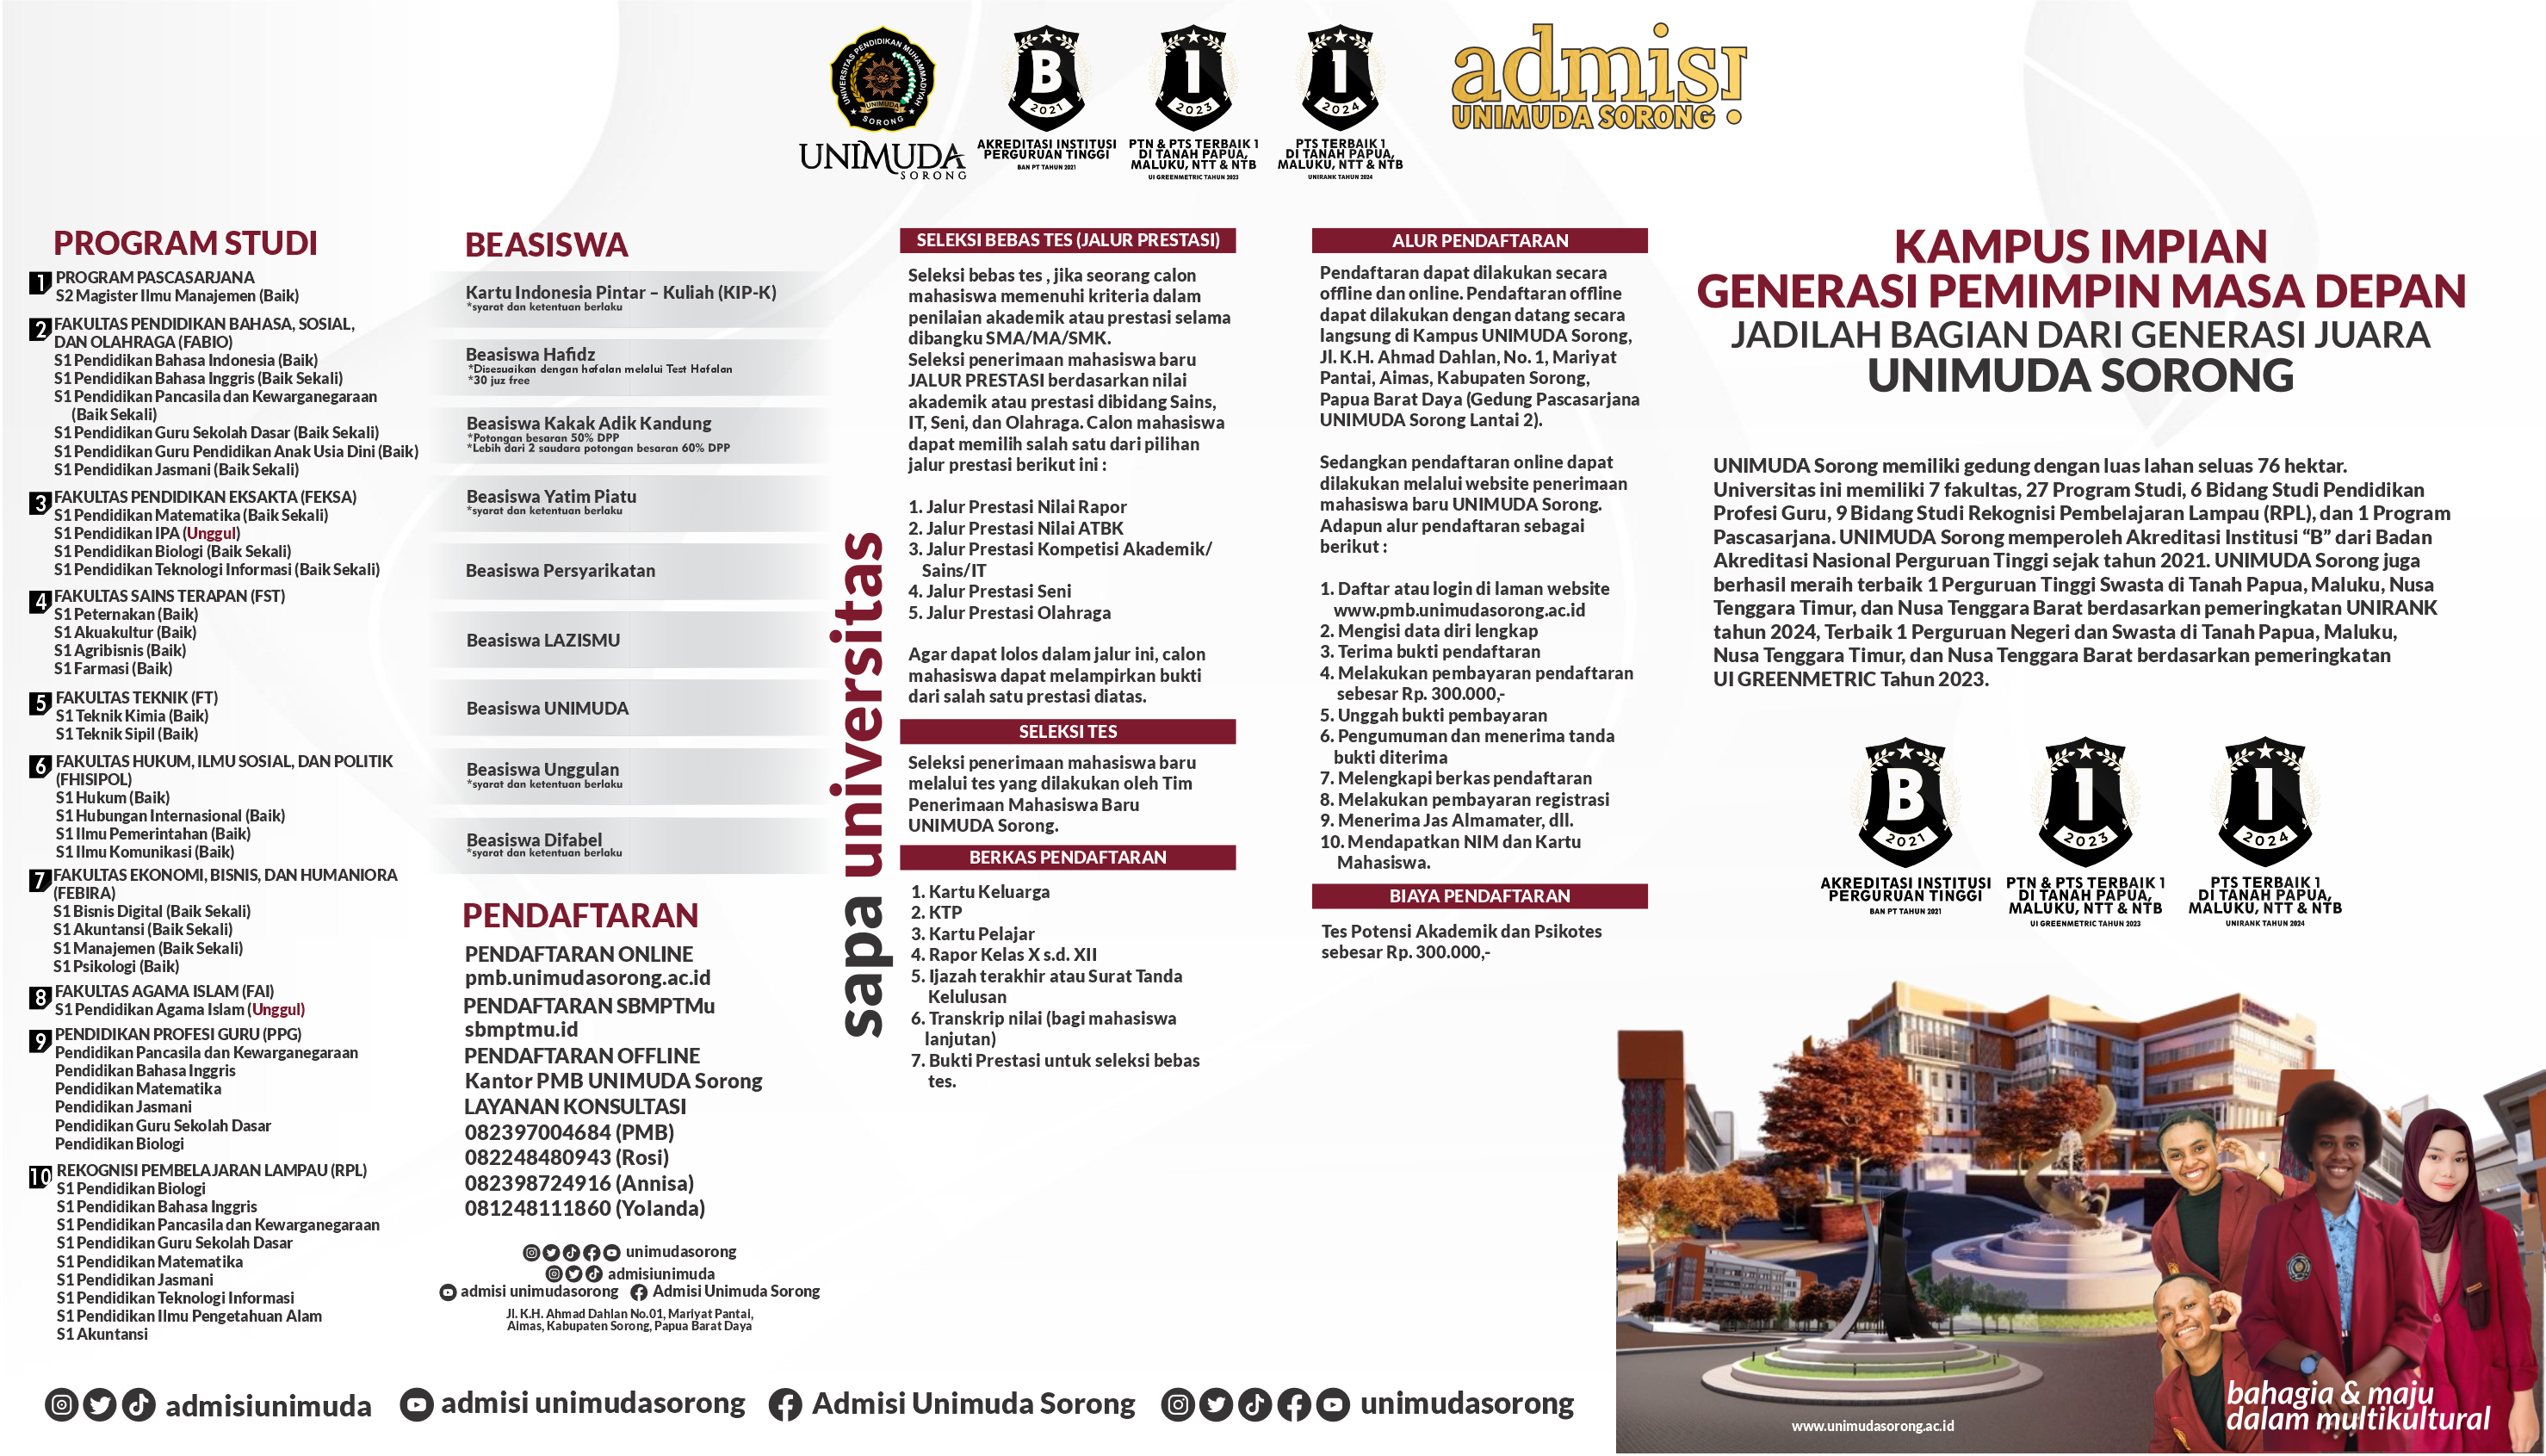 UNIVERSITAS PENDIDIKAN MUHAMMADIYAH
UNIMUDA
SORONG
UNIMUDA
SORONG
B
2021
AKREDITASI INSTITUSI
PERGURUAN TINGGI
BAN PT TAHUN 2021
1
2023
PTN & PTS TERBAIK 1
DI TANAH PAPUA,
MALUKU, NTT & NTB
UI GREENMETRIC TAHUN 2023
1
2024
PTS TERBAIK 1
DI TANAH PAPUA,
MALUKU, NTT & NTB
UNIRANK TAHUN 2024
admisi
UNIMUDA SORONG
PROGRAM STUDI
1 PROGRAM PASCASARJANA
S2 Magister Ilmu Manajemen (Baik)
2 FAKULTAS PENDIDIKAN BAHASA, SOSIAL,
DAN OLAHRAGA (FABIO)
S1 Pendidikan Bahasa Indonesia (Baik)
S1 Pendidikan Bahasa Inggris (Baik Sekali)
S1 Pendidikan Pancasila dan Kewarganegaraan
(Baik Sekali)
S1 Pendidikan Guru Sekolah Dasar (Baik Sekali)
S1 Pendidikan Guru Pendidikan Anak Usia Dini (Baik)
S1 Pendidikan Jasmani (Baik Sekali)
3 FAKULTAS PENDIDIKAN EKSAKTA (FEKSA)
S1 Pendidikan Matematika (Baik Sekali)
S1 Pendidikan IPA (Unggul)
S1 Pendidikan Biologi (Baik Sekali)
S1 Pendidikan Teknologi Informasi (Baik Sekali)
4 FAKULTAS SAINS TERAPAN (FST)
S1 Peternakan (Baik)
S1 Akuakultur (Baik)
S1 Agribisnis (Baik)
S1 Farmasi (Baik)
5 FAKULTAS TEKNIK (FT)
S1 Teknik Kimia (Baik)
S1 Teknik Sipil (Baik)
6 FAKULTAS HUKUM, ILMU SOSIAL, DAN POLITIK
(FHISIPOL)
S1 Hukum (Baik)
S1 Hubungan Internasional (Baik)
S1 Ilmu Pemerintahan (Baik)
S1 Ilmu Komunikasi (Baik)
7 FAKULTAS EKONOMI, BISNIS, DAN HUMANIORA
(FEBIRA)
S1 Bisnis Digital (Baik Sekali)
S1 Akuntansi (Baik Sekali)
S1 Manajemen (Baik Sekali)
S1 Psikologi (Baik)
8 FAKULTAS AGAMA ISLAM (FAI)
S1 Pendidikan Agama Islam (Unggul)
9 PENDIDIKAN PROFESI GURU (PPG)
Pendidikan Pancasila dan Kewarganegaraan
Pendidikan Bahasa Inggris
Pendidikan Matematika
Pendidikan Jasmani
Pendidikan Guru Sekolah Dasar
Pendidikan Biologi
10 REKOGNISI PEMBELAJARAN LAMPAU (RPL)
S1 Pendidikan Biologi
S1 Pendidikan Bahasa Inggris
S1 Pendidikan Pancasila dan Kewarganegaraan
S1 Pendidikan Guru Sekolah Dasar
S1 Pendidikan Matematika
S1 Pendidikan Jasmani
S1 Pendidikan Teknologi Informasi
S1 Pendidikan Ilmu Pengetahuan Alam
S1 Akuntansi
BEASISWA
Kartu Indonesia Pintar – Kuliah (KIP-K)
*syarat dan ketentuan berlaku
Beasiswa Hafidz
*Disesuaikan dengan hafalan melalui Test Hafalan
*30 juz free
Beasiswa Kakak Adik Kandung
*Potongan besaran 50% DPP
*Lebih dari 2 saudara potongan besaran 60% DPP
Beasiswa Yatim Piatu
*syarat dan ketentuan berlaku
Beasiswa Persyarikatan
Beasiswa LAZISMU
Beasiswa UNIMUDA
Beasiswa Unggulan
*syarat dan ketentuan berlaku
Beasiswa Difabel
*syarat dan ketentuan berlaku
PENDAFTARAN
PENDAFTARAN ONLINE
pmb.unimudasorong.ac.id
PENDAFTARAN SBMPTMu
sbmptmu.id
PENDAFTARAN OFFLINE
Kantor PMB UNIMUDA Sorong
LAYANAN KONSULTASI
082397004684 (PMB)
082248480943 (Rosi)
082398724916 (Annisa)
081248111860 (Yolanda)
unimudasorong
admisiunimuda
admisi unimudasorong Admisi Unimuda Sorong
Jl. K.H. Ahmad Dahlan No.01, Mariyat Pantai,
Aimas, Kabupaten Sorong, Papua Barat Daya
sapa universitas
SELEKSI BEBAS TES (JALUR PRESTASI)
Seleksi bebas tes , jika seorang calon
mahasiswa memenuhi kriteria dalam
penilaian akademik atau prestasi selama
dibangku SMA/MA/SMK.
Seleksi penerimaan mahasiswa baru
JALUR PRESTASI berdasarkan nilai
akademik atau prestasi dibidang Sains,
IT, Seni, dan Olahraga. Calon mahasiswa
dapat memilih salah satu dari pilihan
jalur prestasi berikut ini :
1. Jalur Prestasi Nilai Rapor
2. Jalur Prestasi Nilai ATBK
3. Jalur Prestasi Kompetisi Akademik/
Sains/IT
4. Jalur Prestasi Seni
5. Jalur Prestasi Olahraga
Agar dapat lolos dalam jalur ini, calon
mahasiswa dapat melampirkan bukti
dari salah satu prestasi diatas.
SELEKSI TES
Seleksi penerimaan mahasiswa baru
melalui tes yang dilakukan oleh Tim
Penerimaan Mahasiswa Baru
UNIMUDA Sorong.
BERKAS PENDAFTARAN
1. Kartu Keluarga
2. KTP
3. Kartu Pelajar
4. Rapor Kelas X s.d. XII
5. Ijazah terakhir atau Surat Tanda
Kelulusan
6. Transkrip nilai (bagi mahasiswa
lanjutan)
7. Bukti Prestasi untuk seleksi bebas
tes.
ALUR PENDAFTARAN
Pendaftaran dapat dilakukan secara
offline dan online. Pendaftaran offline
dapat dilakukan dengan datang secara
langsung di Kampus UNIMUDA Sorong,
Jl. K.H. Ahmad Dahlan, No. 1, Mariyat
Pantai, Aimas, Kabupaten Sorong,
Papua Barat Daya (Gedung Pascasarjana
UNIMUDA Sorong Lantai 2).
Sedangkan pendaftaran online dapat
dilakukan melalui website penerimaan
mahasiswa baru UNIMUDA Sorong.
Adapun alur pendaftaran sebagai
berikut :
1. Daftar atau login di laman website
www.pmb.unimudasorong.ac.id
2. Mengisi data diri lengkap
3. Terima bukti pendaftaran
4. Melakukan pembayaran pendaftaran
sebesar Rp. 300.000,-
5. Unggah bukti pembayaran
6. Pengumuman dan menerima tanda
bukti diterima
7. Melengkapi berkas pendaftaran
8. Melakukan pembayaran registrasi
9. Menerima Jas Almamater, dll.
10. Mendapatkan NIM dan Kartu
Mahasiswa.
BIAYA PENDAFTARAN
Tes Potensi Akademik dan Psikotes
sebesar Rp. 300.000,-
KAMPUS IMPIAN
GENERASI PEMIMPIN MASA DEPAN
JADILAH BAGIAN DARI GENERASI JUARA
UNIMUDA SORONG
UNIMUDA Sorong memiliki gedung dengan luas lahan seluas 76 hektar.
Universitas ini memiliki 7 fakultas, 27 Program Studi, 6 Bidang Studi Pendidikan
Profesi Guru, 9 Bidang Studi Rekognisi Pembelajaran Lampau (RPL), dan 1 Program
Pascasarjana. UNIMUDA Sorong memperoleh Akreditasi Institusi “B” dari Badan
Akreditasi Nasional Perguruan Tinggi sejak tahun 2021. UNIMUDA Sorong juga
berhasil meraih terbaik 1 Perguruan Tinggi Swasta di Tanah Papua, Maluku, Nusa
Tenggara Timur, dan Nusa Tenggara Barat berdasarkan pemeringkatan UNIRANK
tahun 2024, Terbaik 1 Perguruan Negeri dan Swasta di Tanah Papua, Maluku,
Nusa Tenggara Timur, dan Nusa Tenggara Barat berdasarkan pemeringkatan
UI GREENMETRIC Tahun 2023.
B
2021
AKREDITASI INSTITUSI
PERGURUAN TINGGI
BAN PT TAHUN 2021
1
2023
PTN & PTS TERBAIK 1
DI TANAH PAPUA,
MALUKU, NTT & NTB
UI GREENMETRIC TAHUN 2023
1
2024
PTS TERBAIK 1
DI TANAH PAPUA,
MALUKU, NTT & NTB
UNIRANK TAHUN 2024
bahagia & maju
dalam multikultural
www.unimudasorong.ac.id
admisiunimuda admisi unimudasorong Admisi Unimuda Sorong unimudasorong